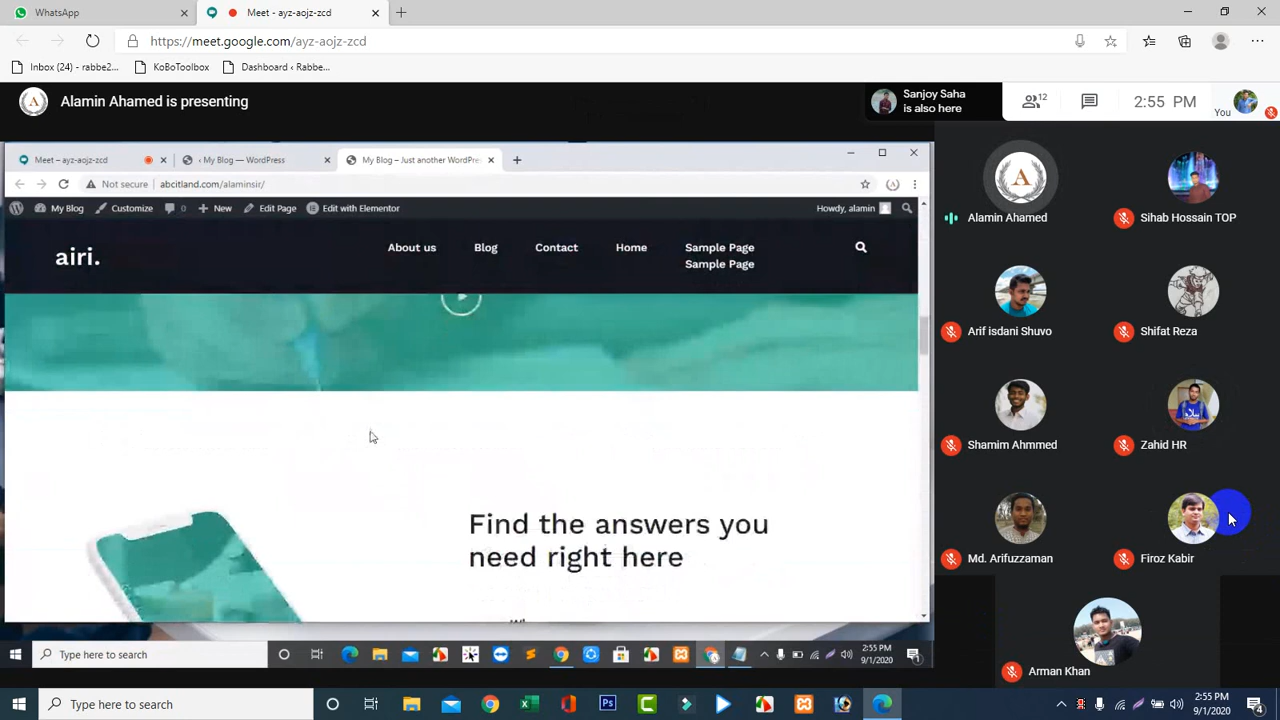 WhatsApp
Meet - ayz-aojz-zcd
https://meet.google.com/ayz-aojz-zcd
Inbox (24) - rabbe2...
KoBoToolbox
Dashboard ‹ Rabbe...
Alamin Ahamed is presenting
Sanjoy Saha
is also here
12
2:55 PM
You
Meet – ayz-aojz-zcd
‹ My Blog — WordPress
My Blog – Just another WordPre
Not secure
abcitland.com/alaminsir/
My Blog
Customize
0
New
Edit Page
Edit with Elementor
Howdy, alamin
airi.
About us
Blog
Contact
Home
Sample Page
Sample Page
Find the answers you
need right here
Alamin Ahamed
Sihab Hossain TOP
Arif isdani Shuvo
Shifat Reza
Shamim Ahmmed
Zahid HR
Md. Arifuzzaman
Firoz Kabir
Arman Khan
Type here to search
2:55 PM
9/1/2020
1
Type here to search
2:55 PM
9/1/2020
4